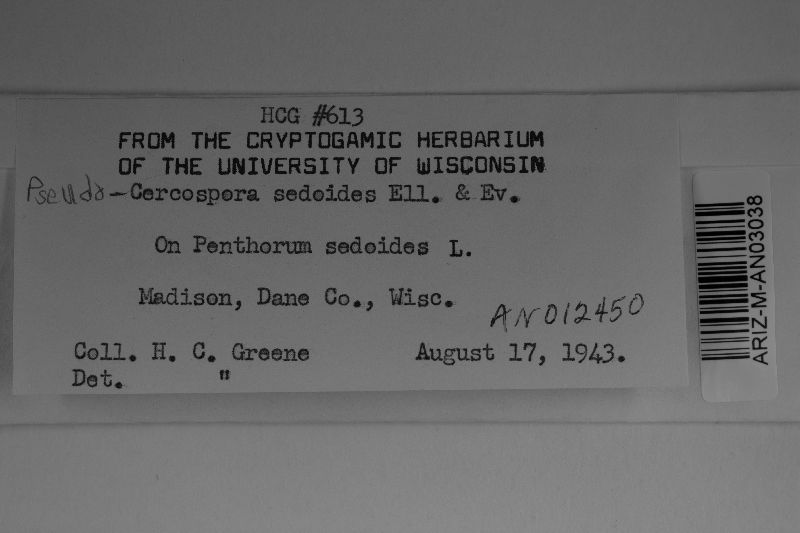 HCG #613
FROM THE CRYPTOGAMIC HERBARIUM
OF THE UNIVERSITY OF WISCONSIN
Pseudo-Cercospora sedoides Ell. & Ev.
On Penthorum sedoides L.
Madison, Dane Co., Wisc.
AN012450
Coll. H. C. Greene August 17, 1943.
Det. "
ARIZ-M-AN03038